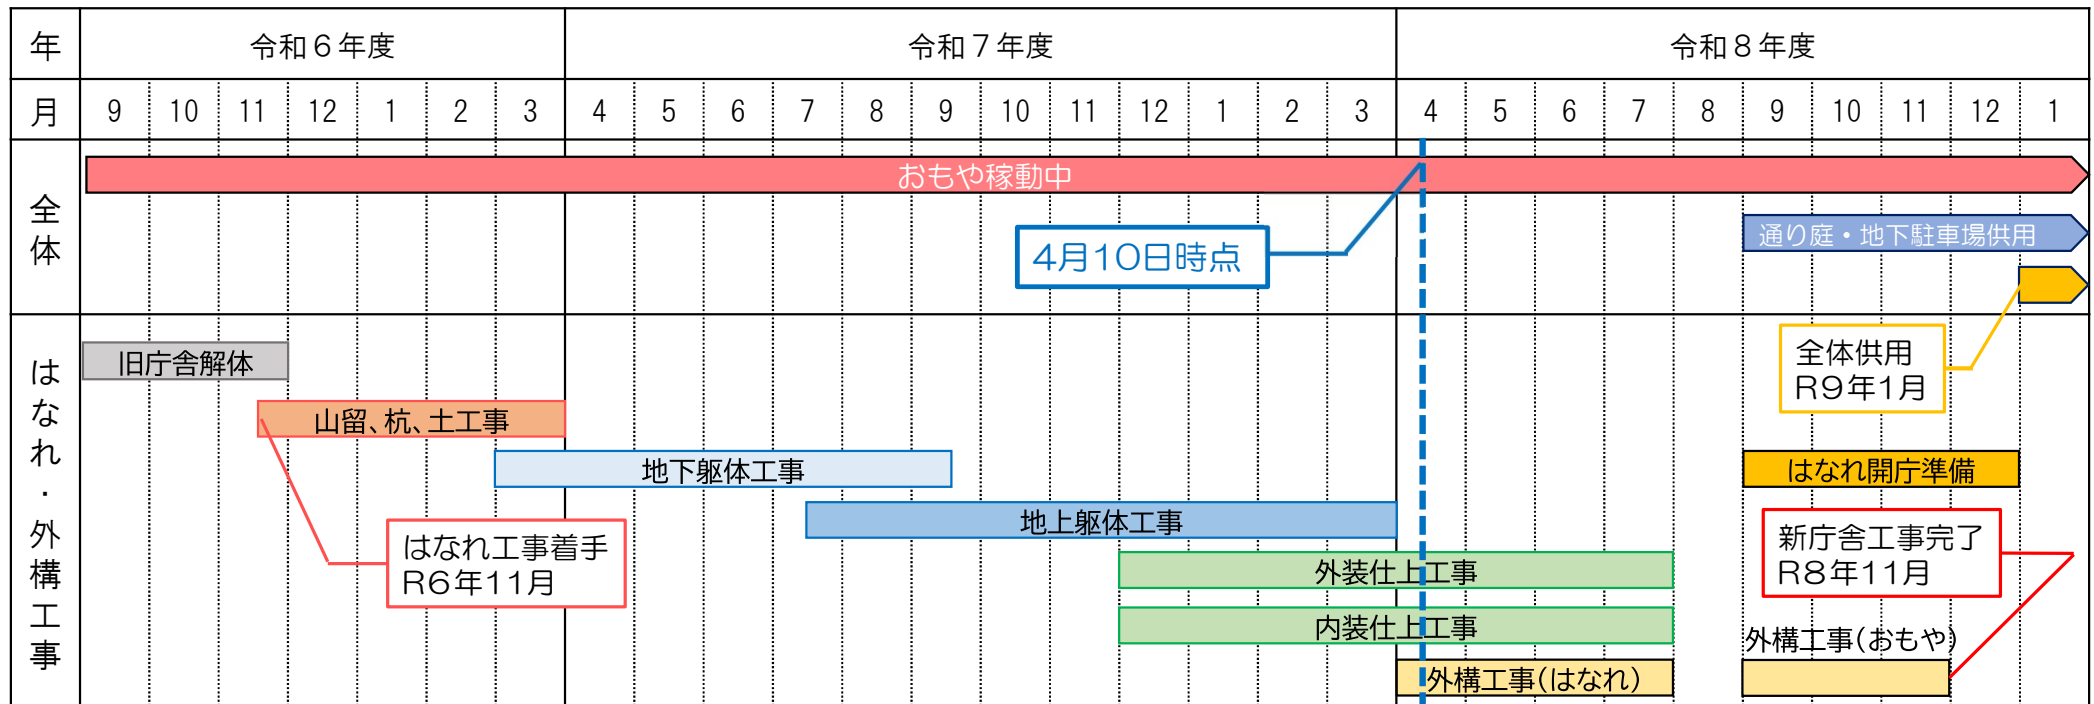 年
令和６年度
令和７年度
令和８年度
月
9 10 11 12 1 2 3 4 5 6 7 8 9 10 11 12 1 2 3 4 5 6 7 8 9 10 11 12 1
全体
おもや稼動中
通り庭・地下駐車場供用
4月10日時点
全体供用
R9年1月
はなれ・外構工事
旧庁舎解体
山留、杭、土工事
地下躯体工事
はなれ開庁準備
地上躯体工事
はなれ工事着手
R6年11月
新庁舎工事完了
R8年11月
外装仕上工事
内装仕上工事
外構工事(おもや)
外構工事(はなれ)